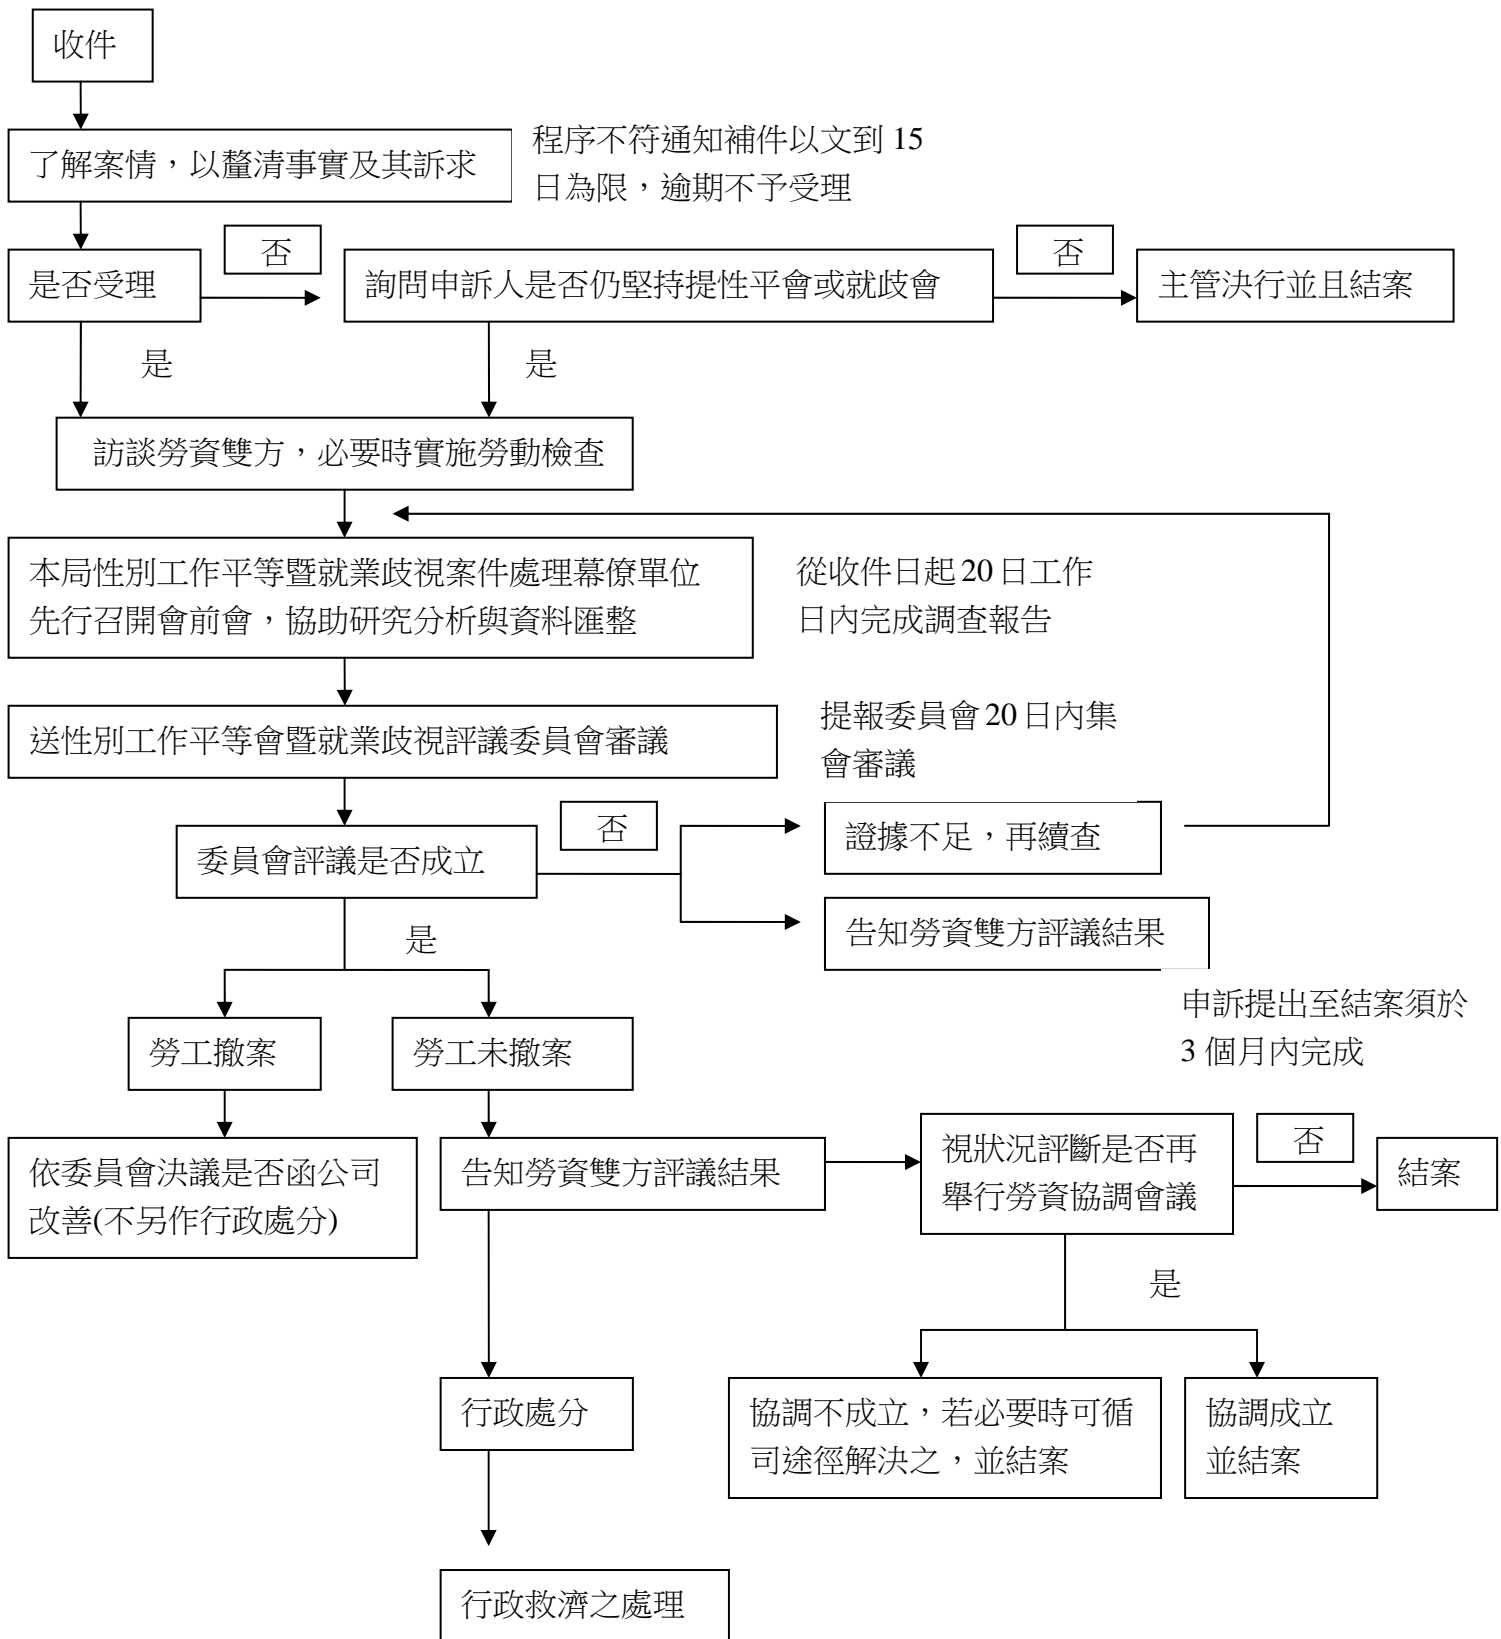 收件
了解案情，以釐清事實及其訴求
程序不符通知補件以文到 15
日為限，逾期不予受理
是否受理
否
詢問申訴人是否仍堅持提性平會或就歧會
否
主管決行並且結案
是
是
訪談勞資雙方，必要時實施勞動檢查
本局性別工作平等暨就業歧視案件處理幕僚單位
先行召開會前會，協助研究分析與資料匯整
從收件日起 20 日工作
日內完成調查報告
送性別工作平等會暨就業歧視評議委員會審議
提報委員會 20 日內集
會審議
委員會評議是否成立
否
證據不足，再續查
告知勞資雙方評議結果
是
申訴提出至結案須於
3 個月內完成
勞工撤案
勞工未撤案
依委員會決議是否函公司
改善(不另作行政處分)
告知勞資雙方評議結果
視狀況評斷是否再
舉行勞資協調會議
否
結案
是
行政處分
協調不成立，若必要時可循
司途徑解決之，並結案
協調成立
並結案
行政救濟之處理